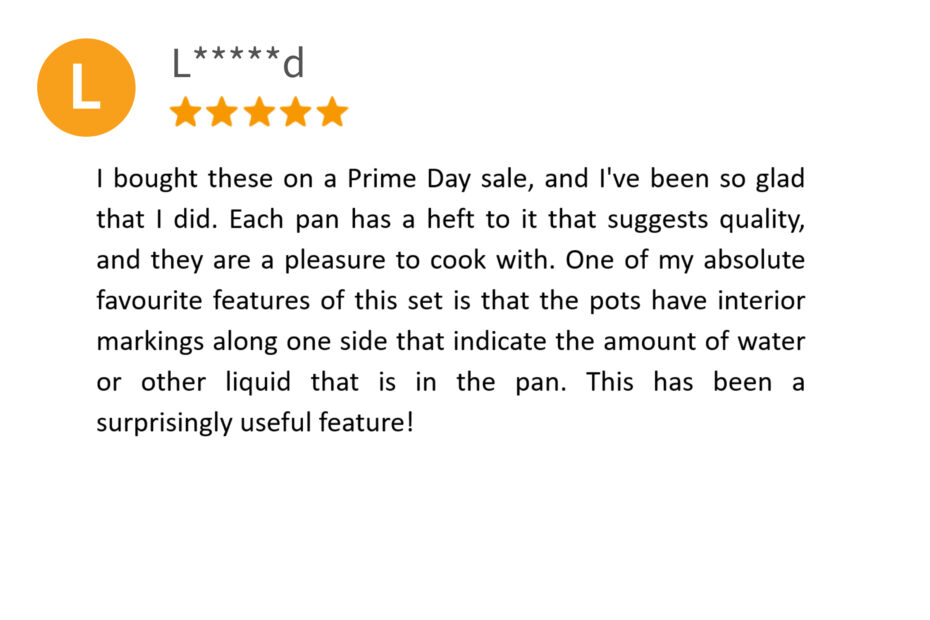 L
L*****d
I bought these on a Prime Day sale, and I've been so glad
that I did. Each pan has a heft to it that suggests quality,
and they are a pleasure to cook with. One of my absolute
favourite features of this set is that the pots have interior
markings along one side that indicate the amount of water
or other liquid that is in the pan. This has been a
surprisingly useful feature!